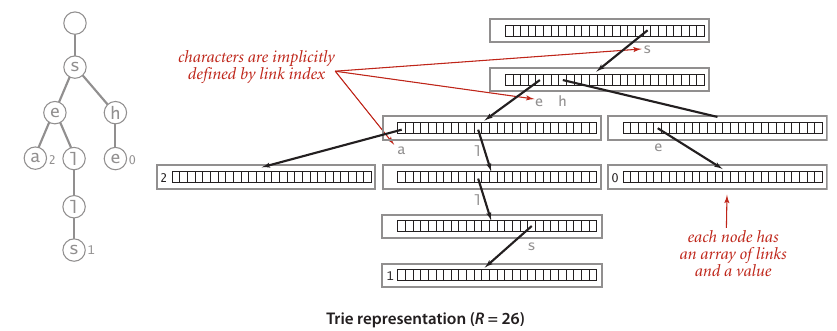 characters are implicitly
defined by link index
s
s
e h
e h
a l e
a 2 l e 0
2
0
l
l
s
s 1
1
each node has
an array of links
and a value
Trie representation (R = 26)